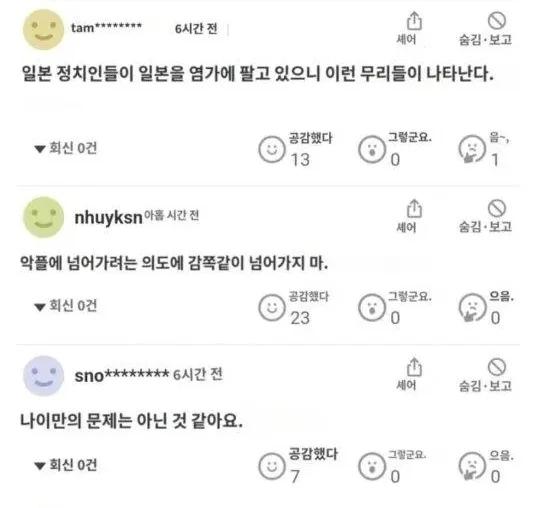 tam******** 6시간 전
셰어 숨김·보고
일본 정치인들이 일본을 염가에 팔고 있으니 이런 무리들이 나타난다.
▼회신 0건 공감했다 13 그렇군요. 0 음~, 1
nhuyksn아홉 시간 전
셰어 숨김·보고
악플에 넘어가려는 의도에 감쪽같이 넘어가지 마.
▼회신 0건 공감했다 23 그렇군요. 0 으음. 0
sno********* 6시간 전
셰어 숨김·보고
나이만의 문제는 아닌 것 같아요.
▼회신 0건 공감했다 7 그렇군요. 0 으음. 0